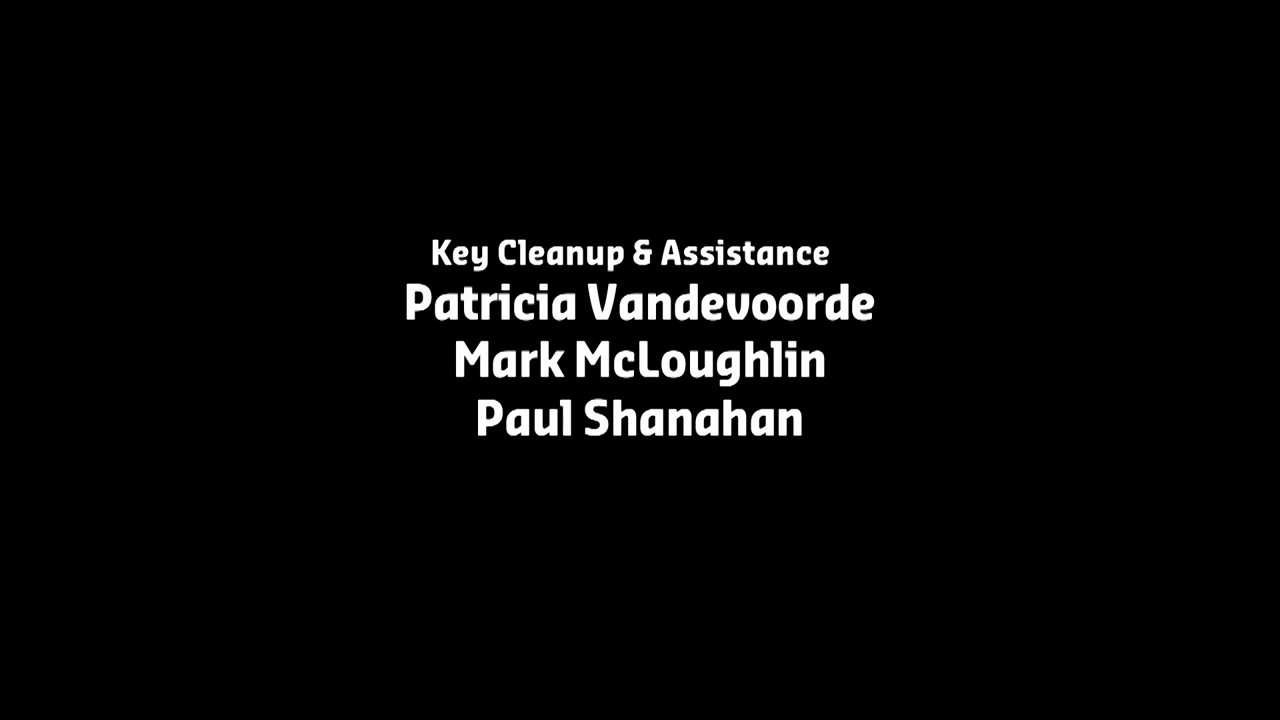 Key Cleanup & Assistance
Patricia Vandevoorde
Mark McLoughlin
Paul Shanahan